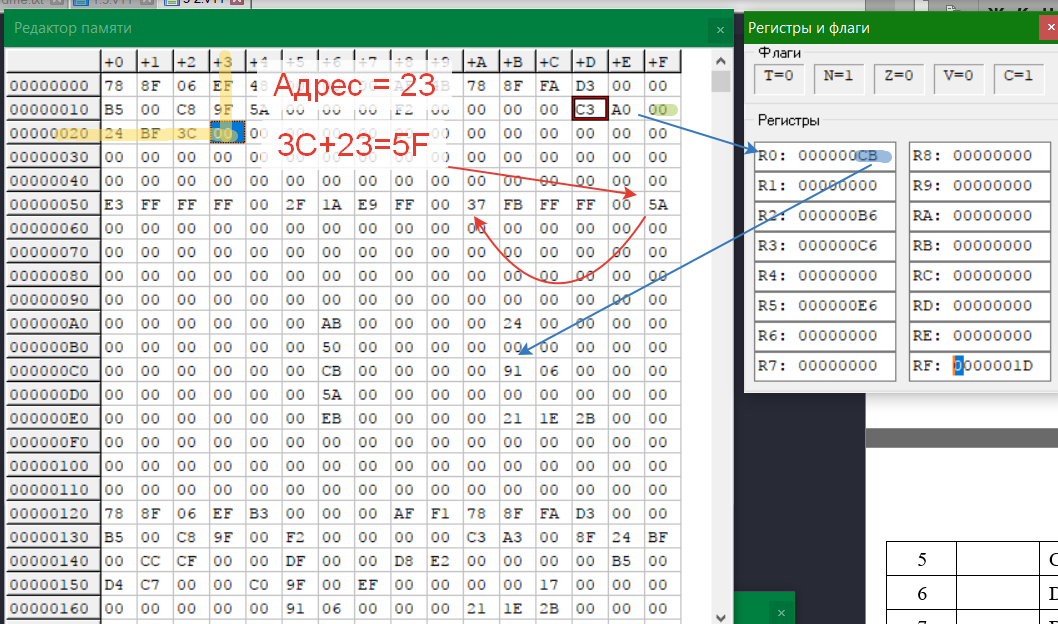 Редактор памяти
+0 +1 +2 +3 +4 +5 +6 +7 +8 +9 +A +B +C +D +E +F
00000000 78 8F 06 EF 48 78 8F FA D3 00 00
Адрес = 23
00000010 B5 00 C8 9F 5A 00 00 00 F2 00 00 00 00 C3 A0 00
00000020 24 BF 3C 00 00 00 00 00 00 00 00
3C+23=5F
00000030 00 00 00 00 00 00 00 00 00 00 00 00 00 00 00 00
00000040 00 00 00 00 00 00 00 00 00 00 00 00 00 00 00 00
00000050 E3 FF FF FF 00 2F 1A E9 FF 00 37 FB FF FF 00 5A
00000060 00 00 00 00 00 00 00 00 00 00 00 00 00 00 00 00
00000070 00 00 00 00 00 00 00 00 00 00 00 00 00 00 00 00
00000080 00 00 00 00 00 00 00 00 00 00 00 00 00 00 00 00
00000090 00 00 00 00 00 00 00 00 00 00 00 00 00 00 00 00
000000A0 00 00 00 00 00 00 AB 00 00 00 00 24 00 00 00 00
000000B0 00 00 00 00 00 00 50 00 00 00 00 00 00 00 00 00
000000C0 00 00 00 00 00 00 CB 00 00 00 00 91 06 00 00 00
000000D0 00 00 00 00 00 00 5A 00 00 00 00 00 00 00 00 00
000000E0 00 00 00 00 00 00 EB 00 00 00 00 21 1E 2B 00 00
000000F0 00 00 00 00 00 00 00 00 00 00 00 00 00 00 00 00
00000100 00 00 00 00 00 00 00 00 00 00 00 00 00 00 00 00
00000110 00 00 00 00 00 00 00 00 00 00 00 00 00 00 00 00
00000120 78 8F 06 EF B3 00 00 00 AF F1 78 8F FA D3 00 00
00000130 B5 00 C8 9F 00 F2 00 00 00 00 C3 A3 00 8F 24 BF
00000140 00 CC CF 00 00 DF 00 00 D8 E2 00 00 00 00 B5 00
00000150 D4 C7 00 00 C0 9F 00 EF 00 00 00 00 17 00 00 00
00000160 00 00 00 00 00 91 06 00 00 00 21 1E 2B 00 00 00
Регистры и флаги
Флаги
T=0 N=1 Z=0 V=0 C=1
Регистры
R0: 000000CB R8: 00000000
R1: 00000000 R9: 00000000
R2: 000000B6 RA: 00000000
R3: 000000C6 RB: 00000000
R4: 00000000 RC: 00000000
R5: 000000E6 RD: 00000000
R6: 00000000 RE: 00000000
R7: 00000000 RF: 0000001D
5
6